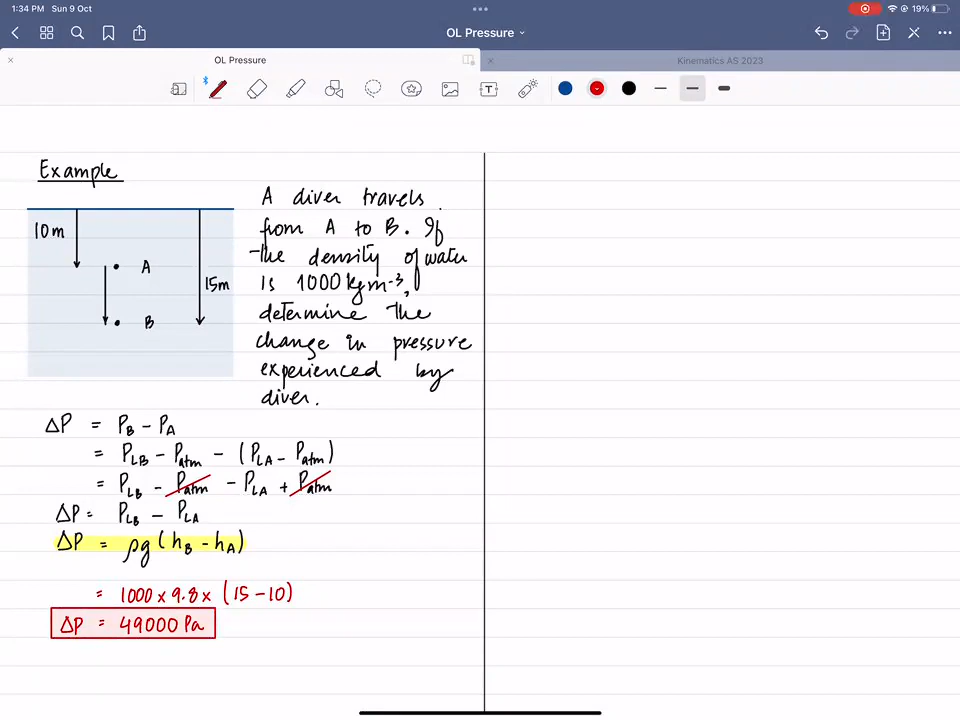 1:34 PM Sun 9 Oct
19%
OL Pressure
OL Pressure
Kinematics AS 2023
Example
10m
A
15m
B
A diver travels
from A to B. If
the density of water
is 1000 kgm⁻³,
determine the
change in pressure
experienced by
diver.
ΔP = P_B - P_A
= P_LB - P_atm - (P_LA - P_atm)
= P_LB - P_atm - P_LA + P_atm
ΔP = P_LB - P_LA
ΔP = ρg(h_B - h_A)
= 1000 x 9.8 x (15 - 10)
ΔP = 49000 Pa